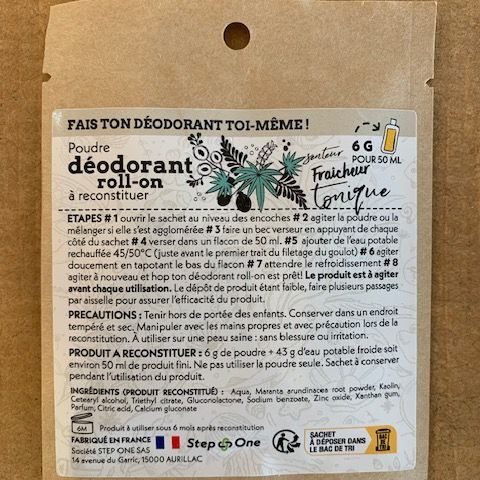 FAIS TON DÉODORANT TOI-MÊME !
Poudre
déodorant
roll-on
à reconstituer
senteur
Fraîcheur
tonique
6 G
POUR 50 ML
ETAPES # 1 ouvrir le sachet au niveau des encoches # 2 agiter la poudre ou la
mélanger si elle s'est agglomérée # 3 faire un bec verseur en appuyant de chaque
côté du sachet # 4 verser dans un flacon de 50 ml. #5 ajouter de l'eau potable
rechauffée 45/50°C (juste avant le premier trait du filetage du goulot) # 6 agiter
doucement en tapotant le bas du flacon # 7 attendre le refroidissement # 8
agiter à nouveau et hop ton déodorant roll-on est prêt! Le produit est à agiter
avant chaque utilisation. Le dépôt de produit étant faible, faire plusieurs passages
par aisselle pour assurer l'efficacité du produit.
PRECAUTIONS : Tenir hors de portée des enfants. Conserver dans un endroit
tempéré et sec. Manipuler avec les mains propres et avec précaution lors de la
reconstitution. À utiliser sur une peau saine : sans blessure ou irritation.
PRODUIT A RECONSTITUER : 6 g de poudre + 43 g d'eau potable froide soit
environ 50 ml de produit fini. Ne pas utiliser la poudre seule. Sachet à conserver
pendant l'utilisation du produit.
INGRÉDIENTS (PRODUIT RECONSTITUÉ) : Aqua, Maranta arundinacea root powder, Kaolin,
Cetearyl alcohol, Triethyl citrate, Gluconolactone, Sodium benzoate, Zinc oxide, Xanthan gum,
Parfum, Citric acid, Calcium gluconate
6M Produit à utiliser sous 6 mois après reconstitution
FABRIQUÉ EN FRANCE
Société STEP ONE SAS
14 avenue du Garric, 15000 AURILLAC
Step One
SACHET
À DÉPOSER DANS
LE BAC DE TRI
BAC
DE
TRI